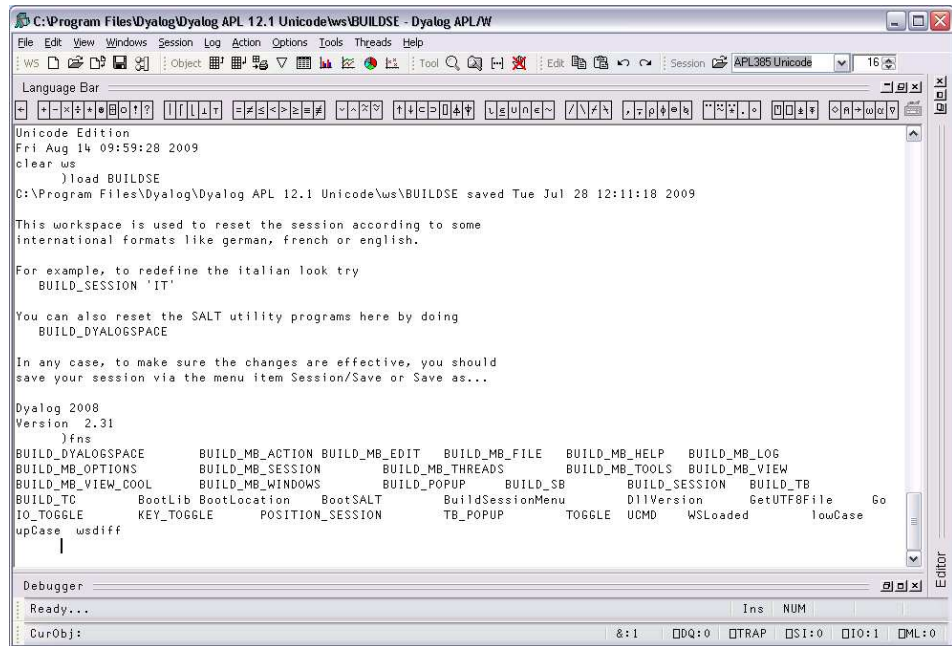 C:\Program Files\Dyalog\Dyalog APL 12.1 Unicode\ws\BUILDSE - Dyalog APL/W
File Edit View Windows Session Log Action Options Tools Threads Help
WS Object Tool Edit Session APL385 Unicode 16
Language Bar
Unicode Edition
Fri Aug 14 09:59:28 2009
clear ws
)load BUILDSE
C:\Program Files\Dyalog\Dyalog APL 12.1 Unicode\ws\BUILDSE saved Tue Jul 28 12:11:18 2009
This workspace is used to reset the session according to some
international formats like german, french or english.
For example, to redefine the italian look try
BUILD_SESSION 'IT'
You can also reset the SALT utility programs here by doing
BUILD_DYALOGSPACE
In any case, to make sure the changes are effective, you should
save your session via the menu item Session/Save or Save as...
Dyalog 2008
Version 2.31
)fns
BUILD_DYALOGSPACE BUILD_MB_ACTION BUILD_MB_EDIT BUILD_MB_FILE BUILD_MB_HELP BUILD_MB_LOG
BUILD_MB_OPTIONS BUILD_MB_SESSION BUILD_MB_THREADS BUILD_MB_TOOLS BUILD_MB_VIEW
BUILD_MB_VIEW_COOL BUILD_MB_WINDOWS BUILD_POPUP BUILD_SB BUILD_SESSION BUILD_TB
BUILD_TC BootLib BootLocation BootSALT BuildSessionMenu DllVersion GetUTF8File Go
IO_TOGGLE KEY_TOGGLE POSITION_SESSION TB_POPUP TOGGLE UCMD WSLoaded lowCase
upCase wsdiff
Editor
Debugger
Ready... Ins NUM
CurObj: &:1 ⎕DQ:0 ⎕TRAP ⎕SI:0 ⎕IO:1 ⎕ML:0